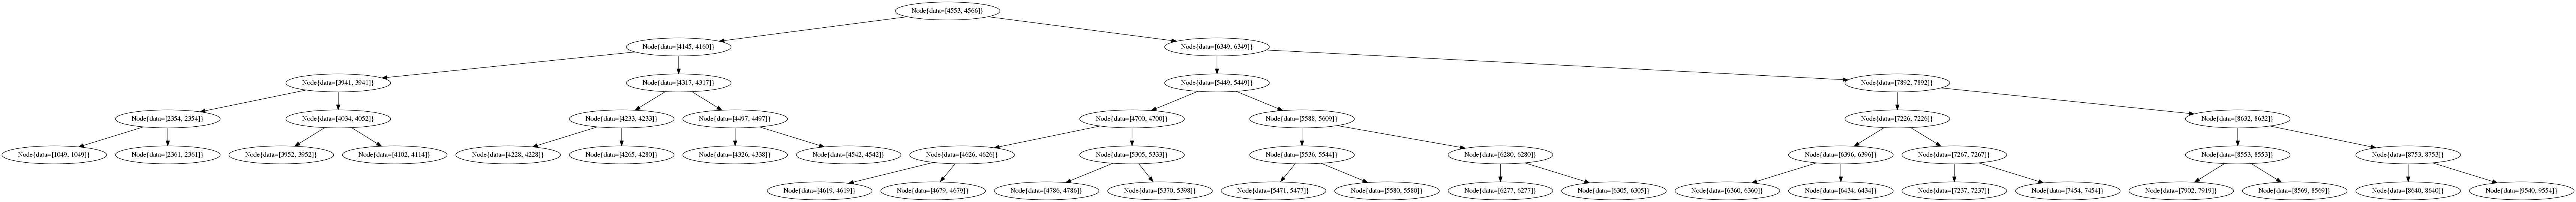 Node{data=[4553, 4566]}
Node{data=[4145, 4160]}
Node{data=[6349, 6349]}
Node{data=[3941, 3941]}
Node{data=[4317, 4317]}
Node{data=[5449, 5449]}
Node{data=[7892, 7892]}
Node{data=[2354, 2354]}
Node{data=[4034, 4052]}
Node{data=[4233, 4233]}
Node{data=[4497, 4497]}
Node{data=[4700, 4700]}
Node{data=[5588, 5609]}
Node{data=[7226, 7226]}
Node{data=[8632, 8632]}
Node{data=[1049, 1049]}
Node{data=[2361, 2361]}
Node{data=[3952, 3952]}
Node{data=[4102, 4114]}
Node{data=[4228, 4228]}
Node{data=[4265, 4280]}
Node{data=[4326, 4338]}
Node{data=[4542, 4542]}
Node{data=[4626, 4626]}
Node{data=[5305, 5333]}
Node{data=[5536, 5544]}
Node{data=[6280, 6280]}
Node{data=[6396, 6396]}
Node{data=[7267, 7267]}
Node{data=[8553, 8553]}
Node{data=[8753, 8753]}
Node{data=[4619, 4619]}
Node{data=[4679, 4679]}
Node{data=[4786, 4786]}
Node{data=[5370, 5398]}
Node{data=[5471, 5477]}
Node{data=[5580, 5580]}
Node{data=[6277, 6277]}
Node{data=[6305, 6305]}
Node{data=[6360, 6360]}
Node{data=[6434, 6434]}
Node{data=[7237, 7237]}
Node{data=[7454, 7454]}
Node{data=[7902, 7919]}
Node{data=[8569, 8569]}
Node{data=[8640, 8640]}
Node{data=[9540, 9554]}